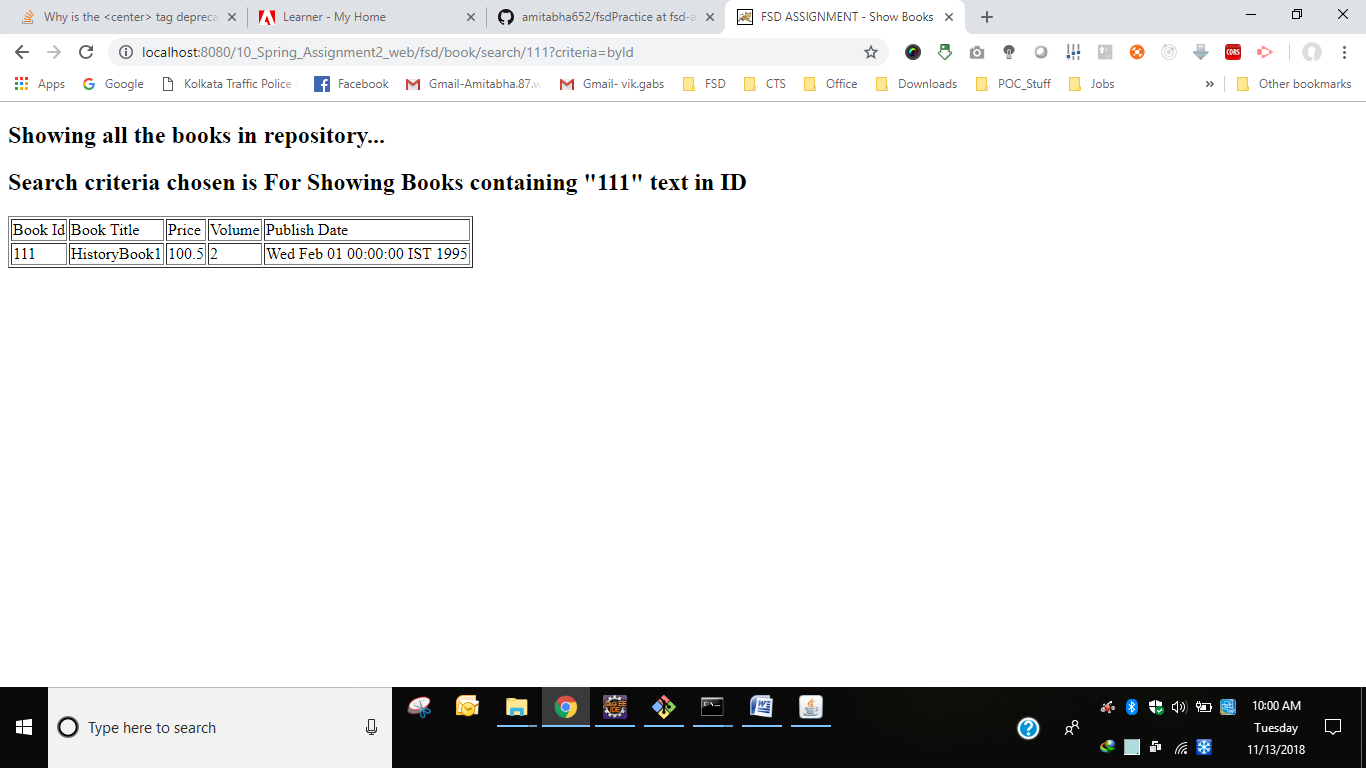 Why is the <center> tag depreca
Learner - My Home
amitabha652/fsdPractice at fsd-a
FSD ASSIGNMENT - Show Books
localhost:8080/10_Spring_Assignment2_web/fsd/book/search/111?criteria=byId
CORS
Apps
Google
Kolkata Traffic Police
Facebook
Gmail-Amitabha.87.w
Gmail- vik.gabs
FSD
CTS
Office
Downloads
POC_Stuff
Jobs
»
Other bookmarks
Showing all the books in repository...
Search criteria chosen is For Showing Books containing "111" text in ID
Book Id Book Title Price Volume Publish Date
111 HistoryBook1 100.5 2 Wed Feb 01 00:00:00 IST 1995
Type here to search
10:00 AM
Tuesday
11/13/2018